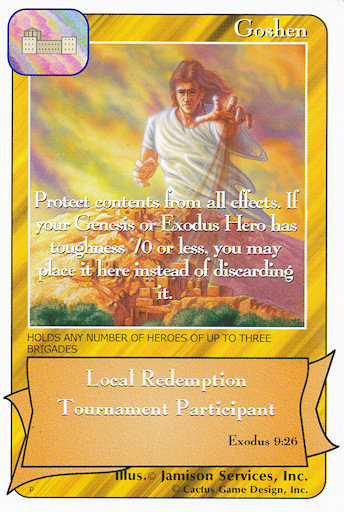 Goshen
Protect contents from all effects. If
your Genesis or Exodus Hero has
toughness */0 or less, you may
place it here instead of discarding
it.
HOLDS ANY NUMBER OF HEROES OF UP TO THREE
BRIGADES
Local Redemption
Tournament Participant
Exodus 9:26
Illus.© Jamison Services, Inc.
P
© Cactus Game Design, Inc.